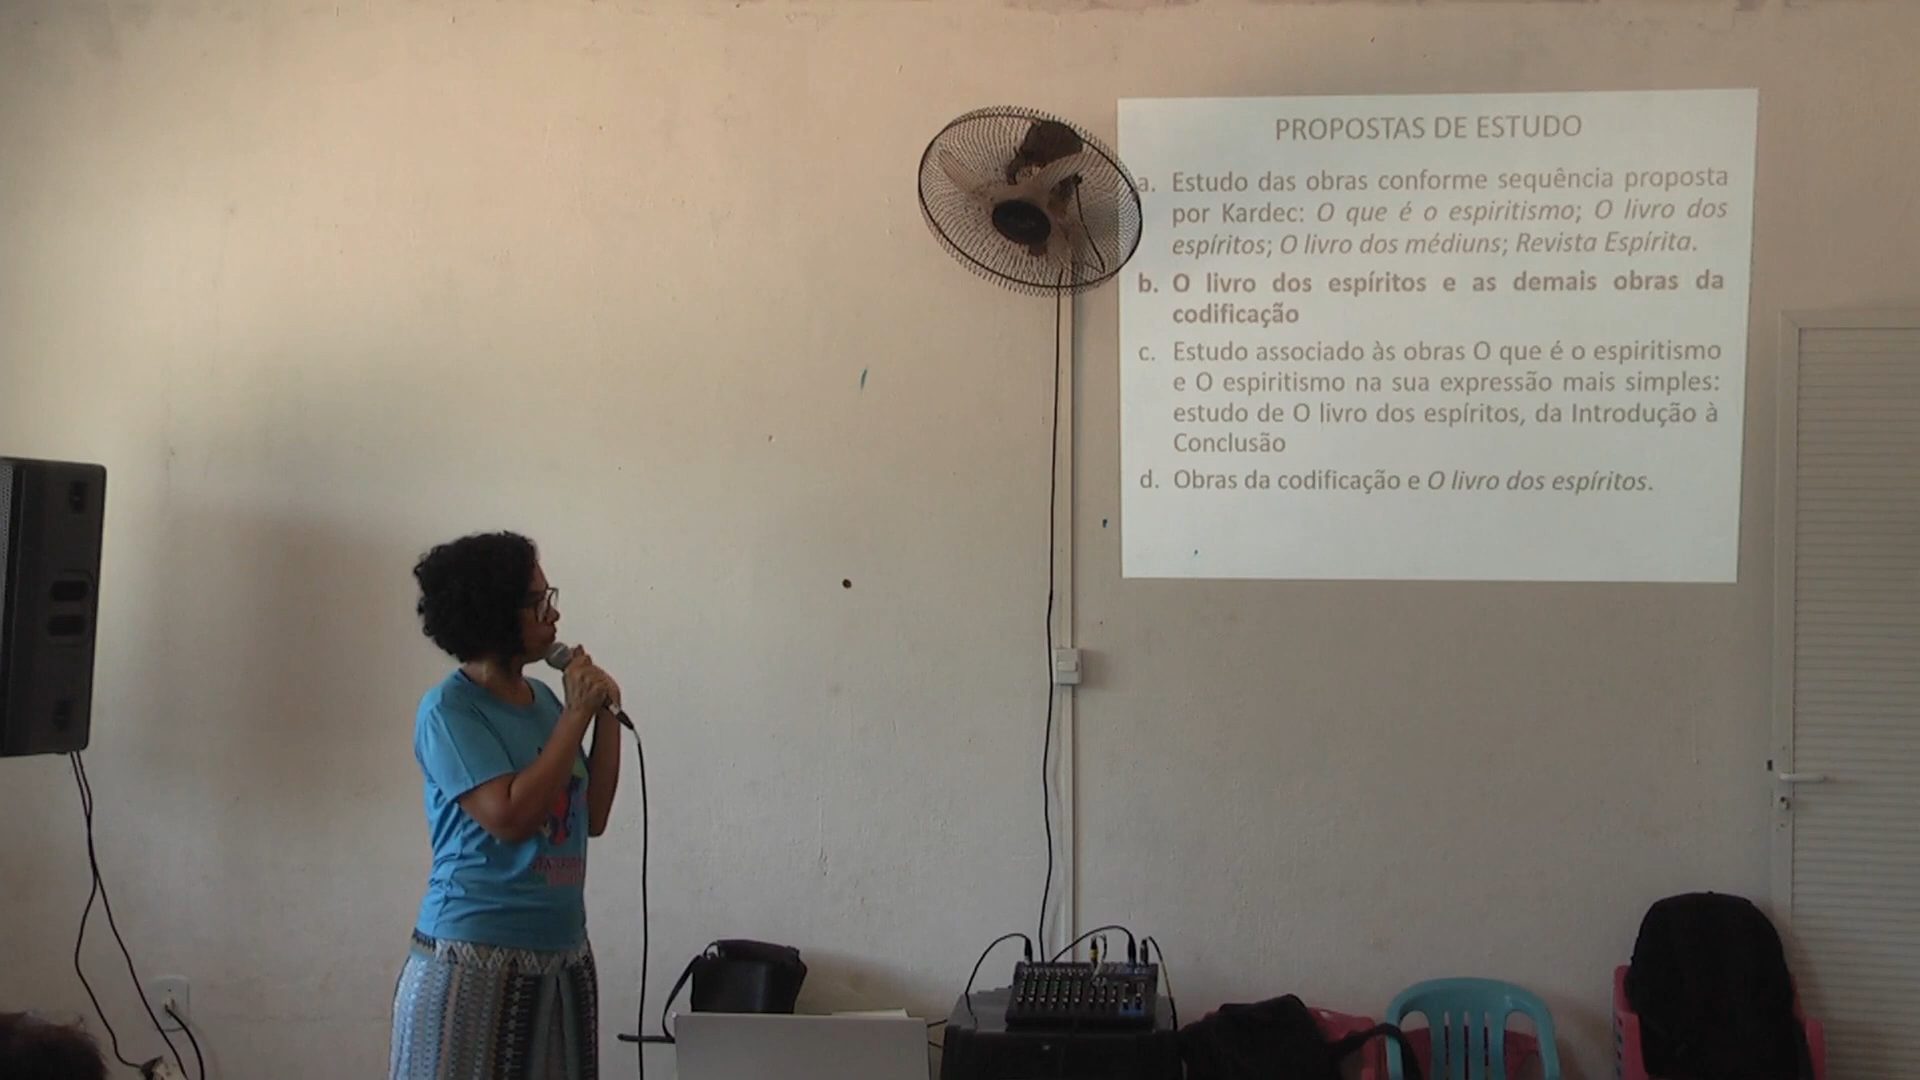 PROPOSTAS DE ESTUDO
a. Estudo das obras conforme sequência proposta
por Kardec: O que é o espiritismo; O livro dos
espíritos; O livro dos médiuns; Revista Espírita.
b. O livro dos espíritos e as demais obras da
codificação
c. Estudo associado às obras O que é o espiritismo
e O espiritismo na sua expressão mais simples:
estudo de O livro dos espíritos, da Introdução à
Conclusão
d. Obras da codificação e O livro dos espíritos.